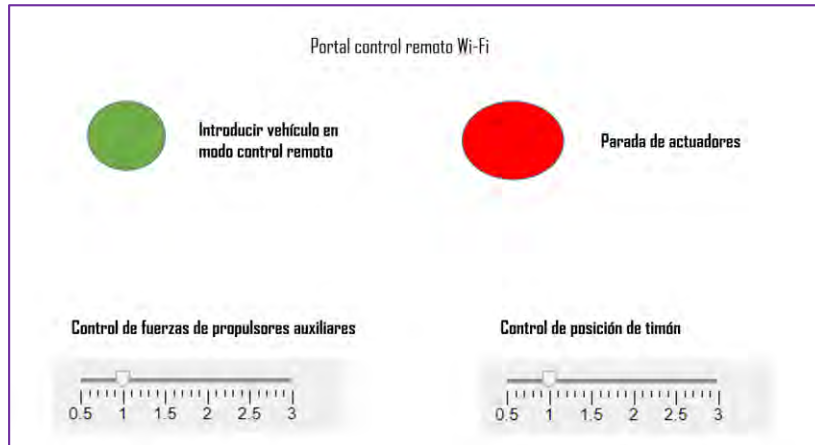 Portal control remoto Wi-Fi
Introducir vehículo en
modo control remoto
Parada de actuadores
Control de fuerzas de propulsores auxiliares
Control de posición de timón
0.5 1 1.5 2 2.5 3
0.5 1 1.5 2 2.5 3